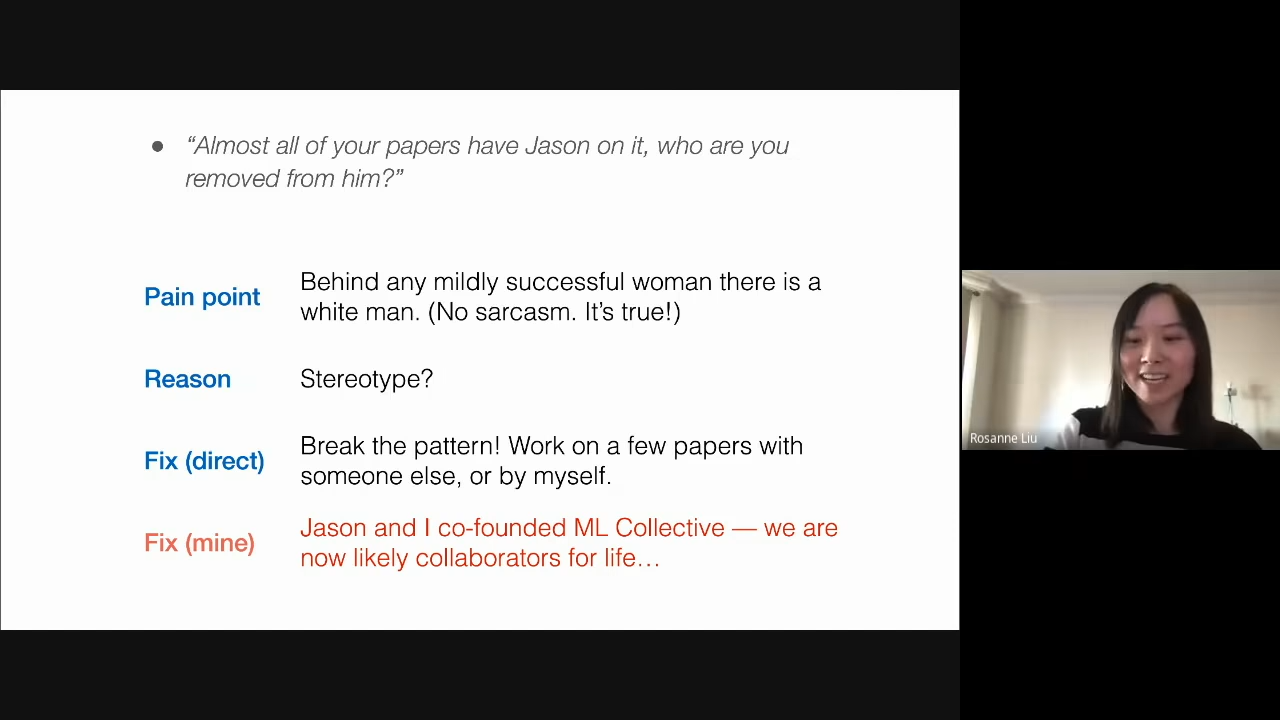 ● “Almost all of your papers have Jason on it, who are you
removed from him?”
Pain point
Behind any mildly successful woman there is a
white man. (No sarcasm. It’s true!)
Reason
Stereotype?
Fix (direct)
Break the pattern! Work on a few papers with
someone else, or by myself.
Fix (mine)
Jason and I co-founded ML Collective — we are
now likely collaborators for life…
Rosanne Liu